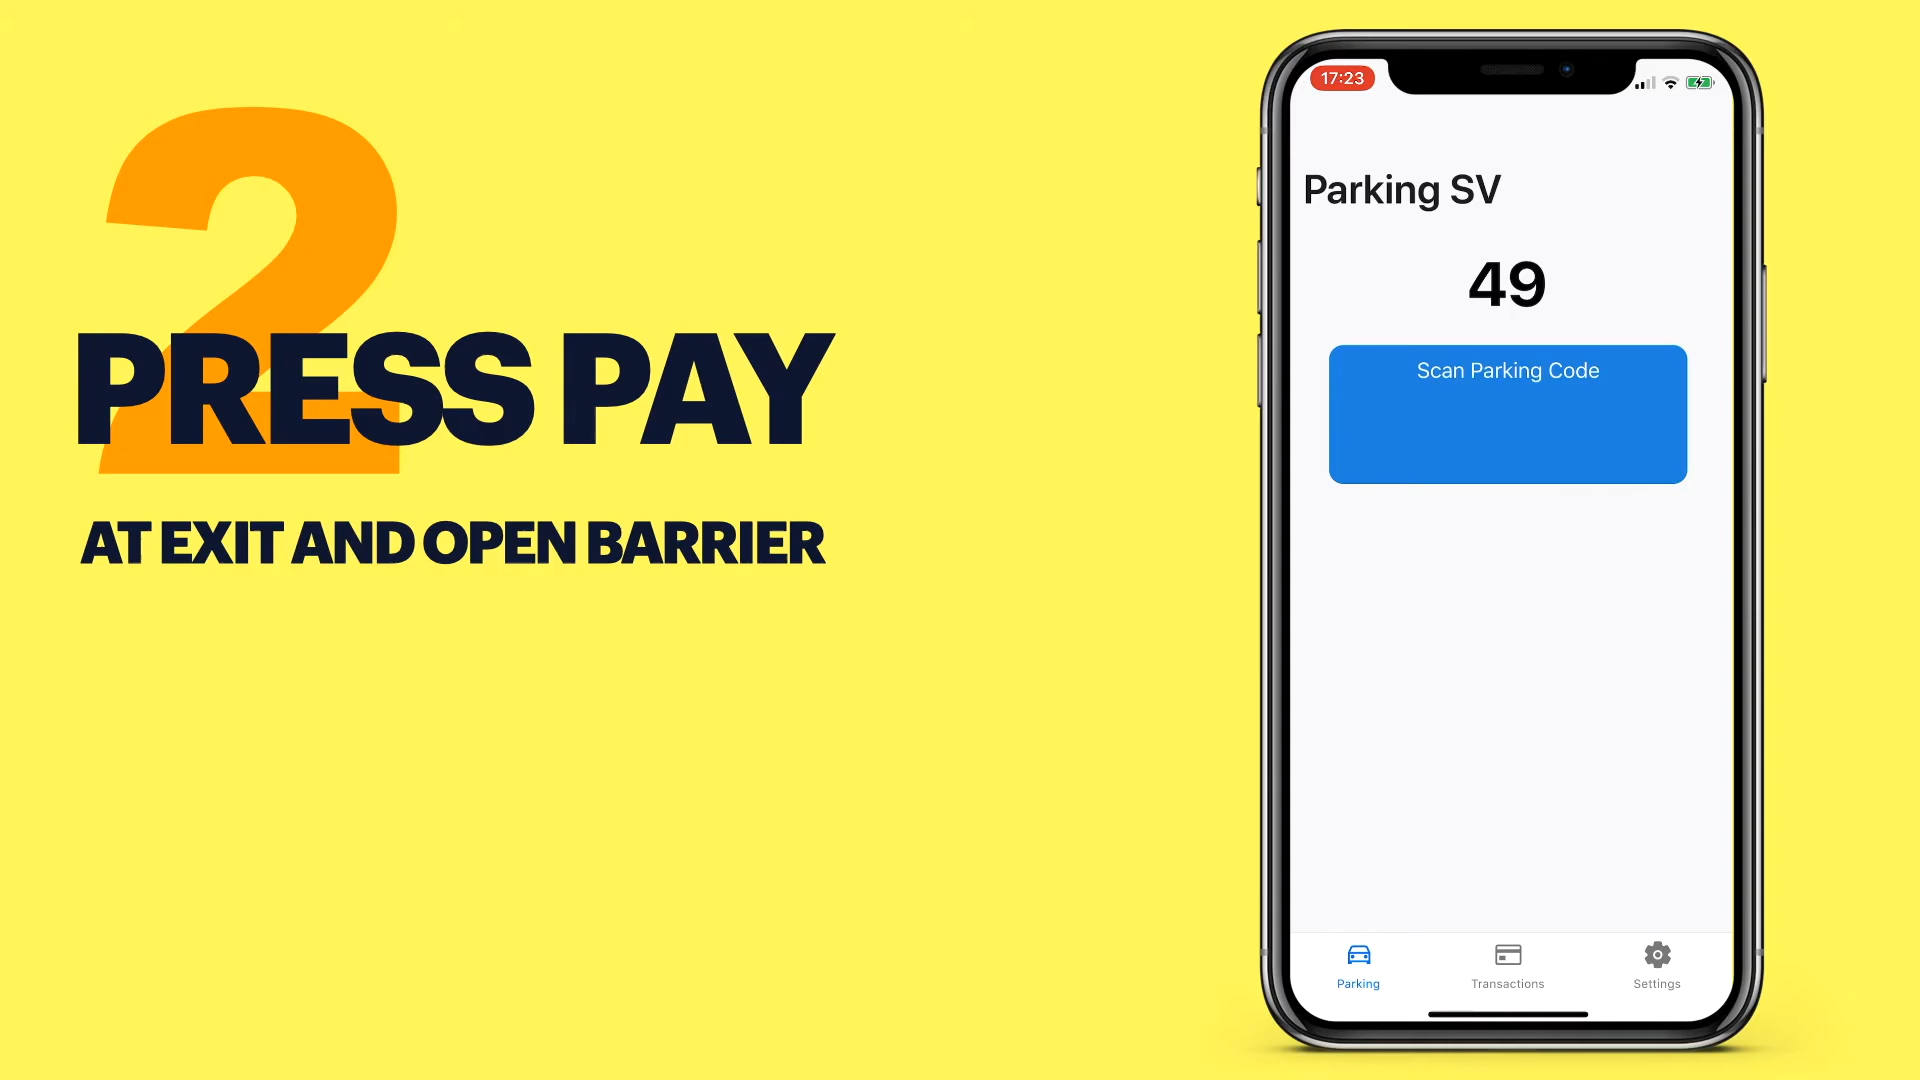 2
PRESS PAY
AT EXIT AND OPEN BARRIER
17:23
Parking SV
49
Scan Parking Code
Parking
Transactions
Settings